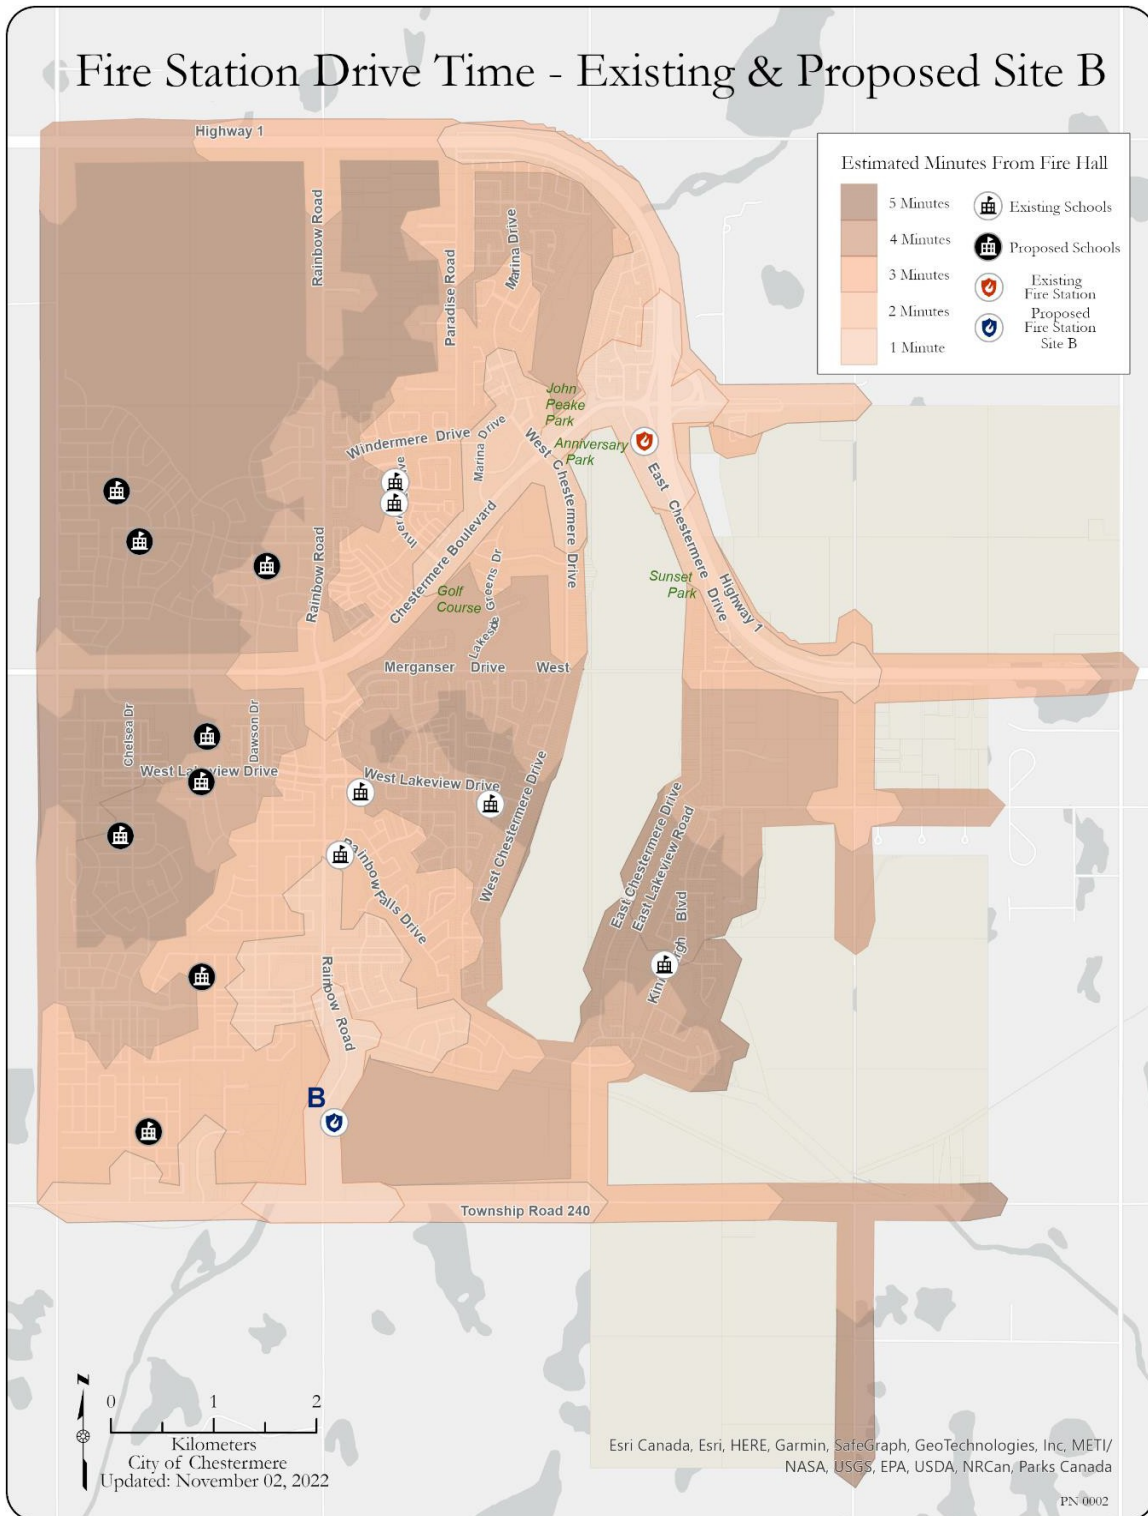 Fire Station Drive Time - Existing & Proposed Site B
Highway 1
Estimated Minutes From Fire Hall
5 Minutes
4 Minutes
3 Minutes
2 Minutes
1 Minute
Existing Schools
Proposed Schools
Existing
Fire Station
Proposed
Fire Station
Site B
Rainbow Road
Paradise Road
Marina Drive
John
Peake
Park
Windermere Drive
Marina Drive
West Chestermere Drive
Anniversary
Park
Chestermere Boulevard
East Chestermere Drive
Rainbow Road
Golf
Course
Lakeside Greens Dr
Sunset
Park
Highway 1
Merganser Drive West
Chelsea Dr
Dawson Dr
West Lakeview Drive
West Lakeview Drive
West Chestermere Drive
East Chestermere Drive
East Lakeview Road
Rainbow Falls Drive
Blvd
Rainbow Road
B
Township Road 240
N
0 1 2
Kilometers
City of Chestermere
Updated: November 02, 2022
Esri Canada, Esri, HERE, Garmin, SafeGraph, GeoTechnologies, Inc, METI/
NASA, USGS, EPA, USDA, NRCan, Parks Canada
PN 0002